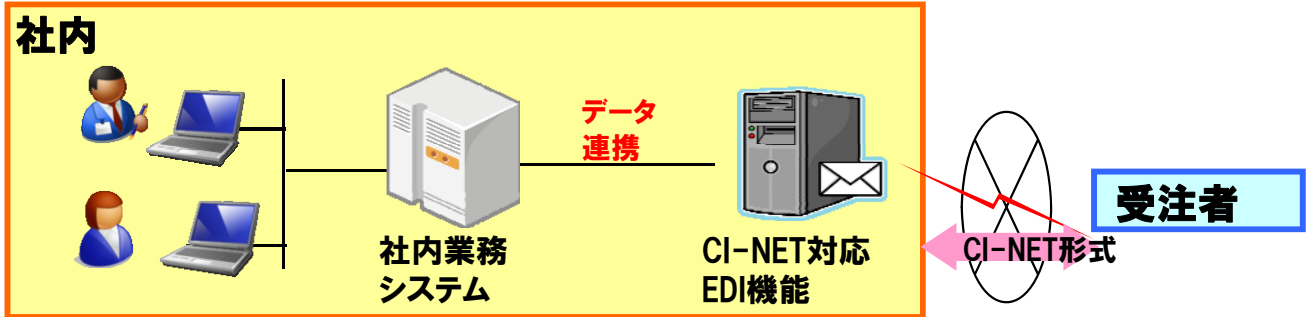 社内
データ
連携
社内業務
システム
CI-NET対応
EDI機能
CI-NET形式
受注者